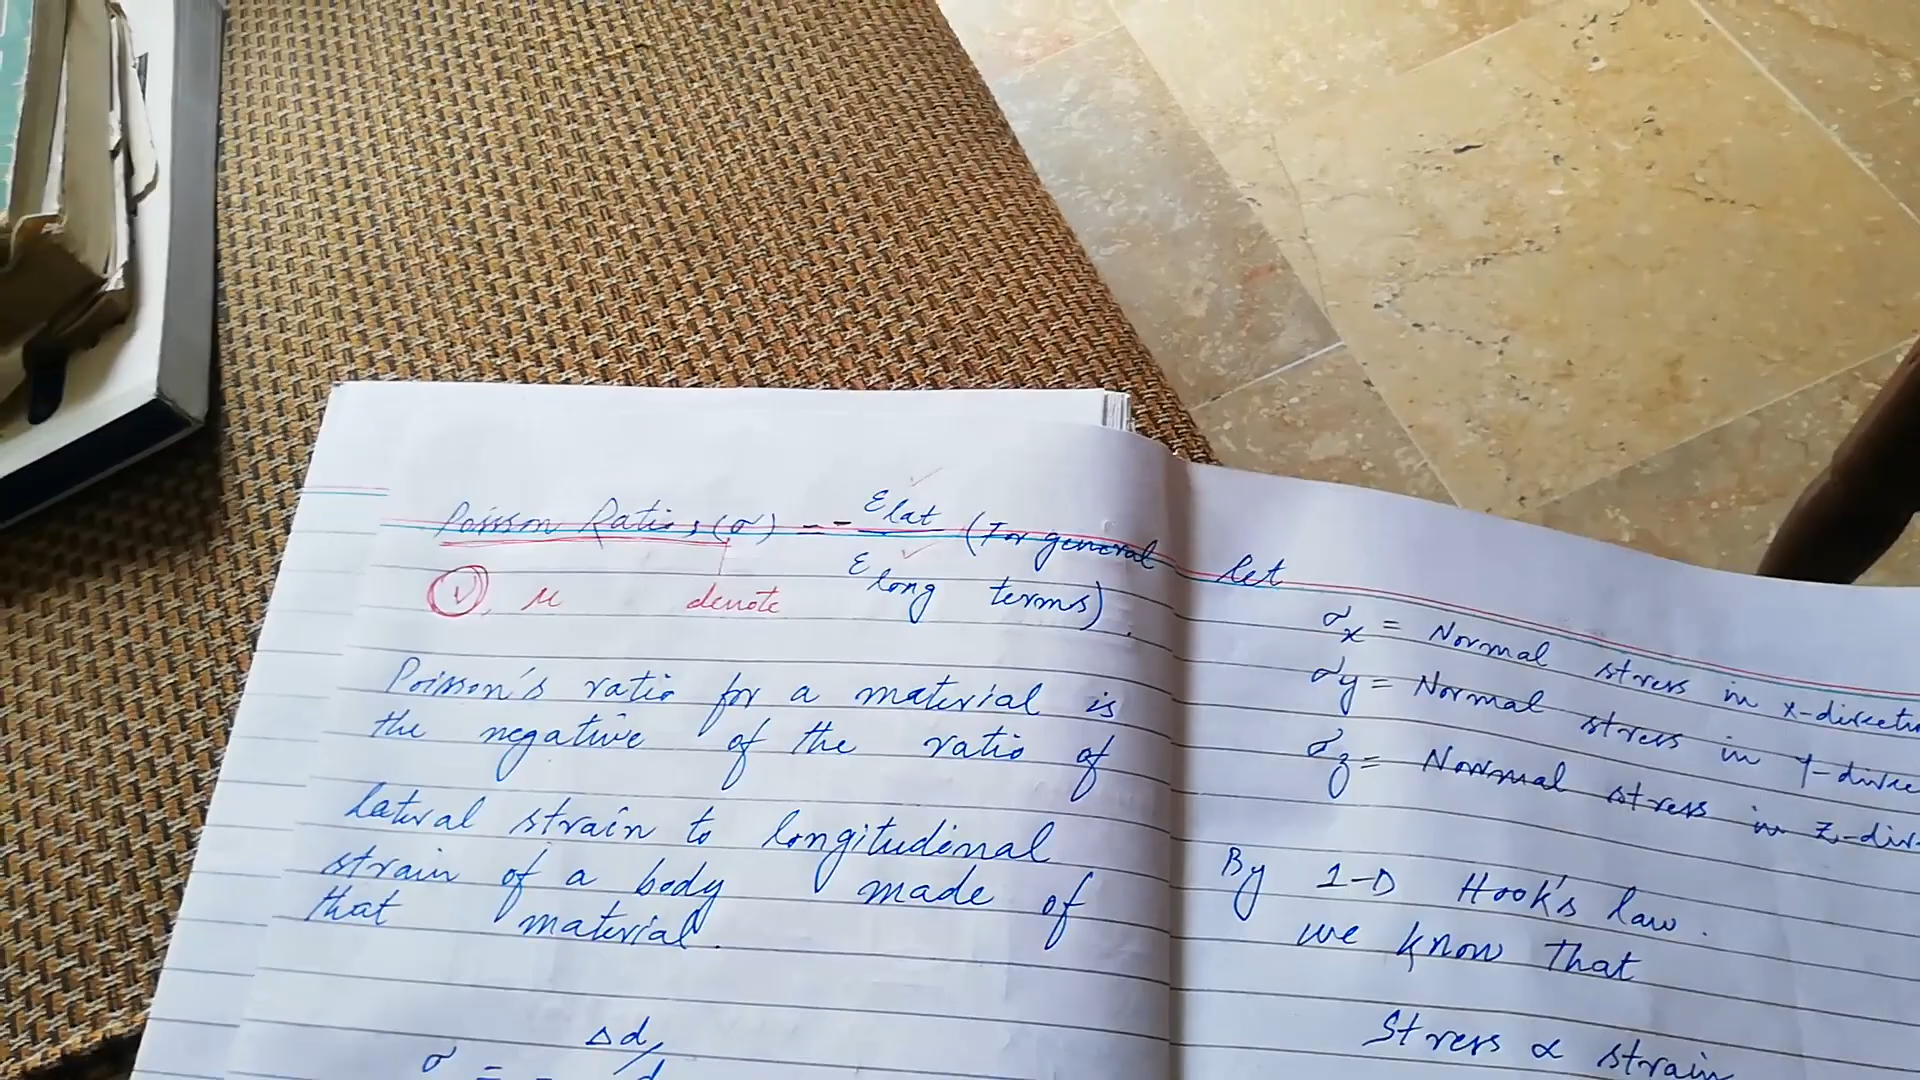 Poisson Ratios (σ) = - εlat / εlong (For general terms).
ν, μ denote
Poisson's ratio for a material is
the negative of the ratio of
Lateral strain to longitudinal
strain of a body made of
that material.
σ = - Δd/d
Let
σx = Normal stress in x-directi
σy = Normal stress in y-direc
σz = Normal stress in z-dir
By 1-D Hook's law.
we know that
Stress ∝ strain